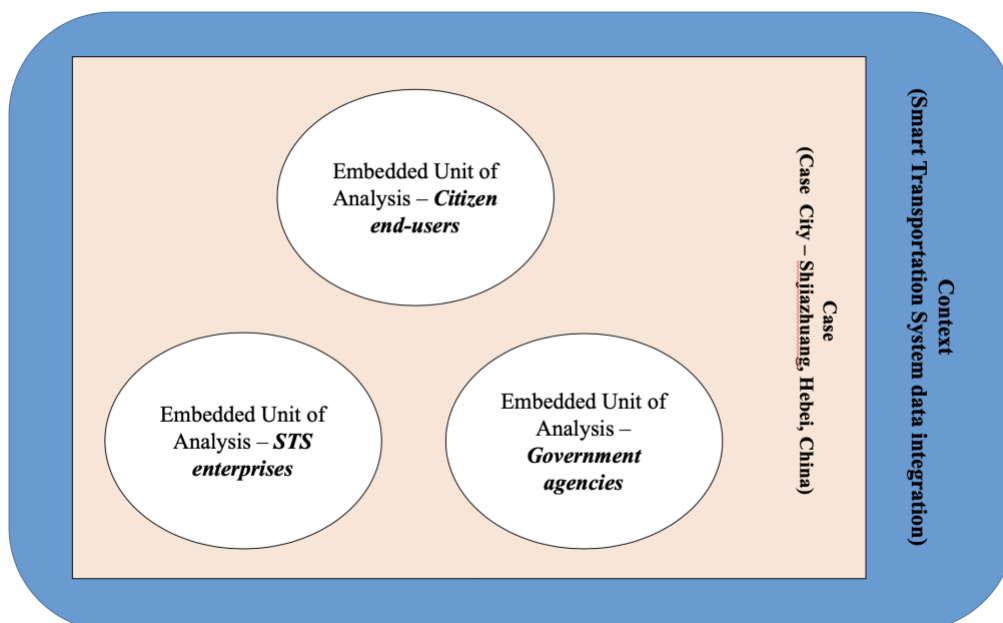 Embedded Unit of
Analysis – Citizen
end-users
Embedded Unit of
Analysis – STS
enterprises
Embedded Unit of
Analysis –
Government
agencies
Case
(Case City – Shjiazhuang, Hebei, China)
Context
(Smart Transportation System data integration)